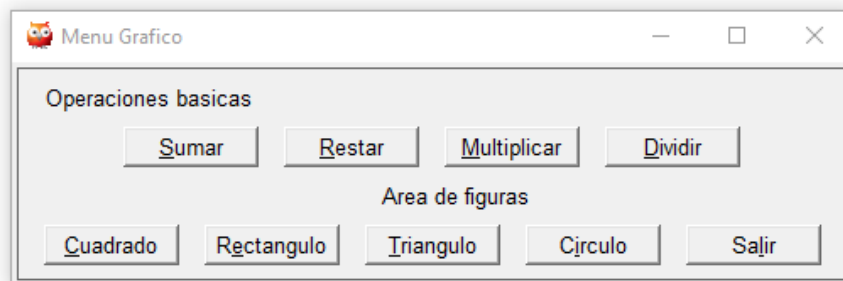 Menu Grafico
Operaciones basicas
Sumar Restar Multiplicar Dividir
Area de figuras
Cuadrado Rectangulo Triangulo Circulo Salir